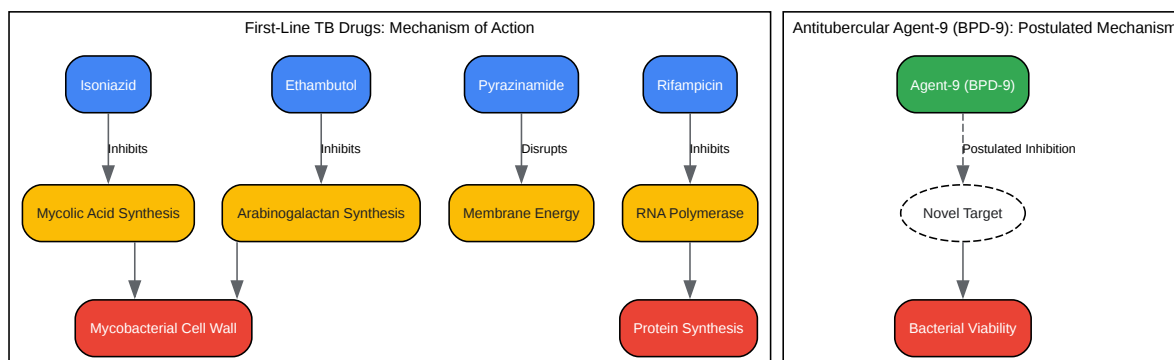 First-Line TB Drugs: Mechanism of Action
Isoniazid
Ethambutol
Pyrazinamide
Rifampicin
Inhibits
Inhibits
Disrupts
Inhibits
Mycolic Acid Synthesis
Arabinogalactan Synthesis
Membrane Energy
RNA Polymerase
Mycobacterial Cell Wall
Protein Synthesis
Antitubercular Agent-9 (BPD-9): Postulated Mechanism
Agent-9 (BPD-9)
Postulated Inhibition
Novel Target
Bacterial Viability